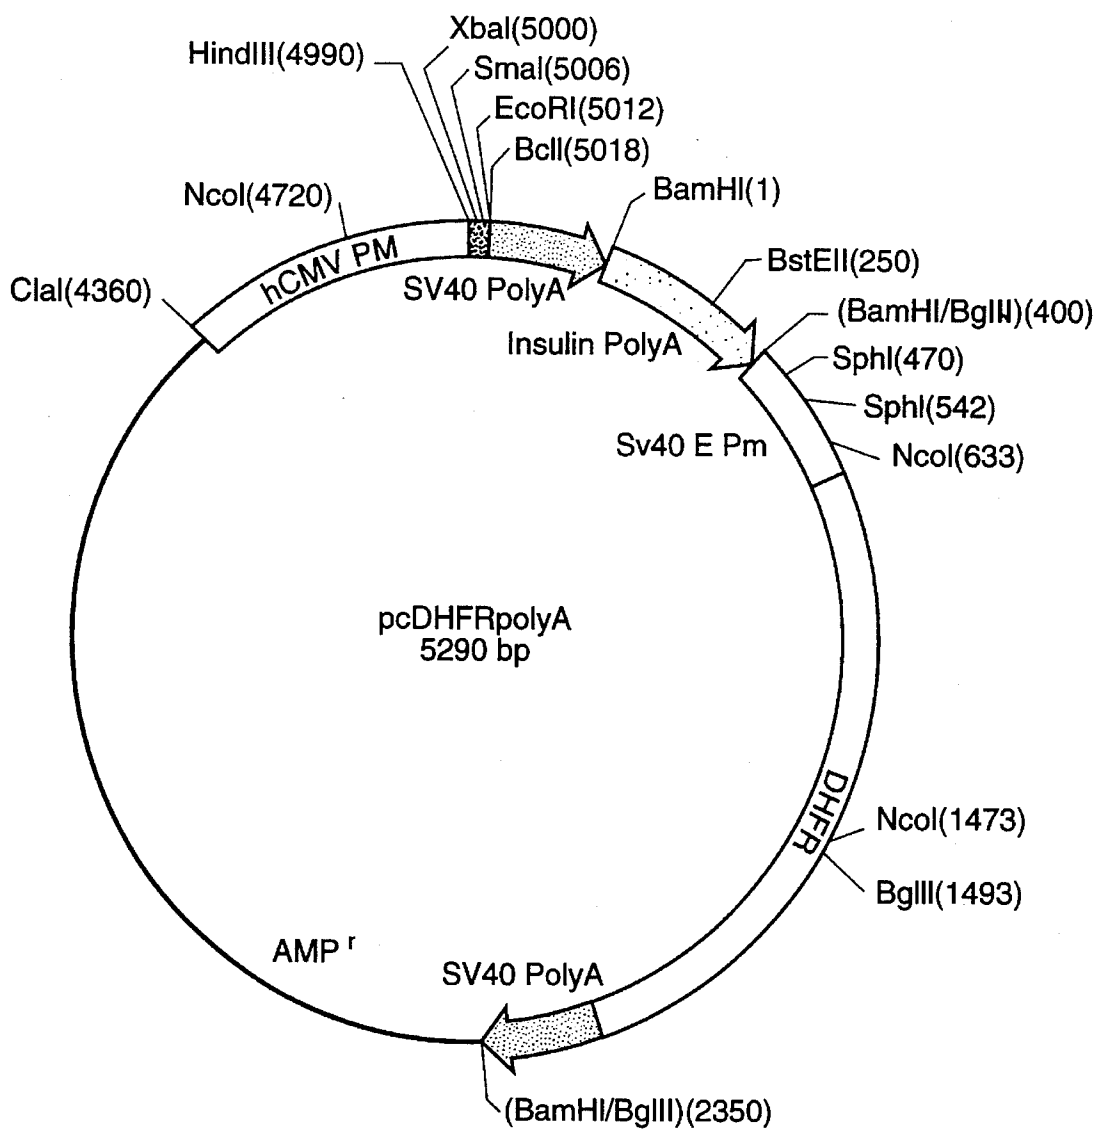 XbaI(5000)
HindIII(4990)
SmaI(5006)
EcoRI(5012)
BclI(5018)
BamHI(1)
NcoI(4720)
hCMV PM
BstEII(250)
ClaI(4360)
SV40 PolyA
(BamHI/BglII)(400)
Insulin PolyA
SphI(470)
SphI(542)
Sv40 E Pm
NcoI(633)
pcDHFRpolyA
5290 bp
DHFR
NcoI(1473)
BglII(1493)
AMP r
SV40 PolyA
(BamHI/BglII)(2350)